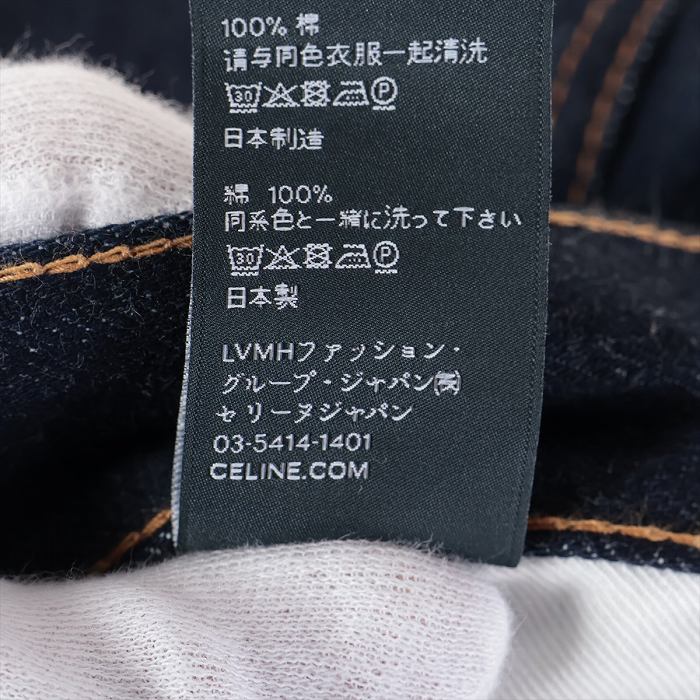 100% 棉
请与同色衣服一起清洗
30 P
日本制造
綿 100%
同系色と一緒に洗って下さい
30 P
日本製
LVMHファッション・
グループ・ジャパン㈱
セリーヌジャパン
03-5414-1401
CELINE.COM